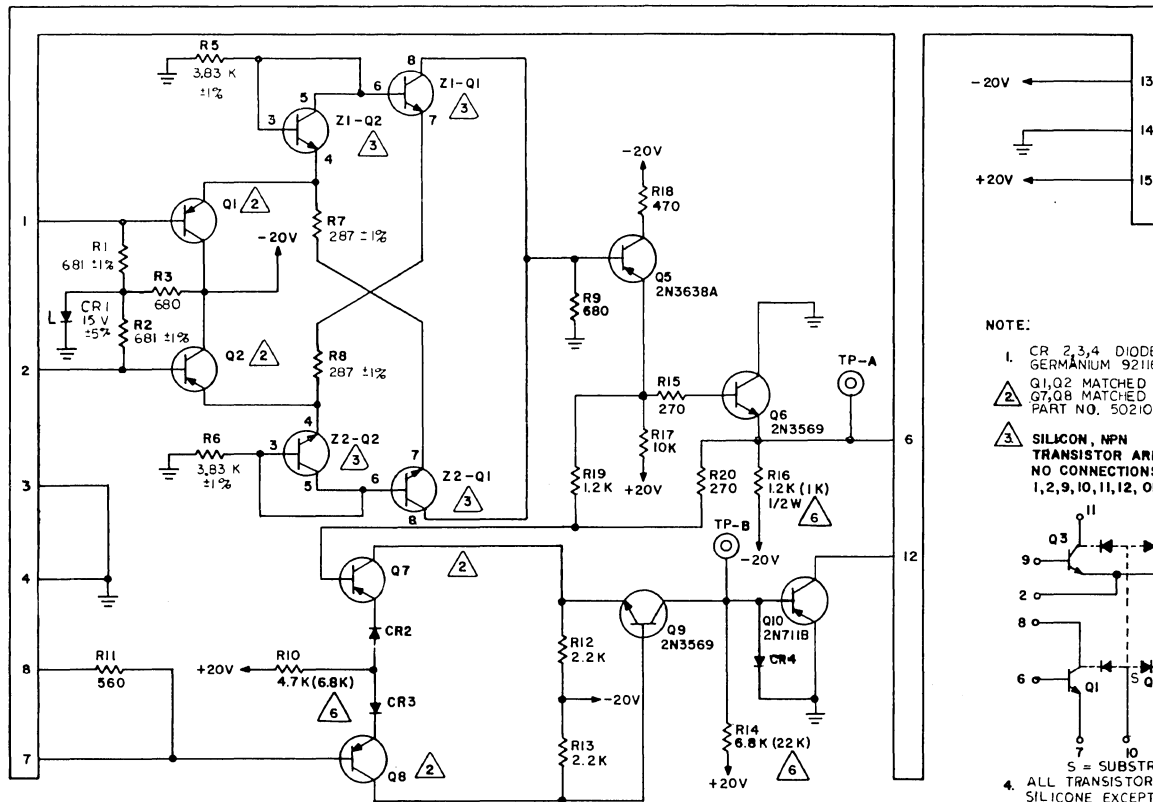 R5
3.83 K
±1%
8
Z1-Q1
3
6
5
7
3
Z1-Q2
3
4
-20V
R18
470
Q1
2
1
R7
287 ±1%
-20V
R1
681 ±1%
R3
680
L
CR1
15 V
±5%
R2
681 ±1%
Q2
2
2
R8
287 ±1%
R9
680
Q5
2N3638A
R15
270
Q6
2N3569
TP-A
6
R17
10K
+20V
R6
3.83 K
±1%
3
4
Z2-Q2
3
5
6
7
Z2-Q1
3
8
R19
1.2K
R20
270
R16
1.2K (1K)
1/2 W
6
TP-B
-20V
3
4
12
Q7
2
CR2
Q9
2N3569
Q10
2N711B
CR4
R12
2.2K
-20V
R11
560
8
+20V
R10
4.7K(6.8K)
6
CR3
R13
2.2K
R14
6.8K (22K)
6
+20V
7
Q8
2
-20V
13
14
+20V
15
NOTE:
1. CR 2,3,4 DIODE
GERMANIUM 9211
2 Q1,Q2 MATCHED
Q7,Q8 MATCHED
PART NO. 50210
3 SILICON, NPN
TRANSISTOR
NO CONNECTIONS
1,2,9,10,11,12,
11
Q3
9
2
8
6
Q1
S
7
10
S = SUBSTR
4. ALL TRANSISTOR
SILICONE EXCEPT